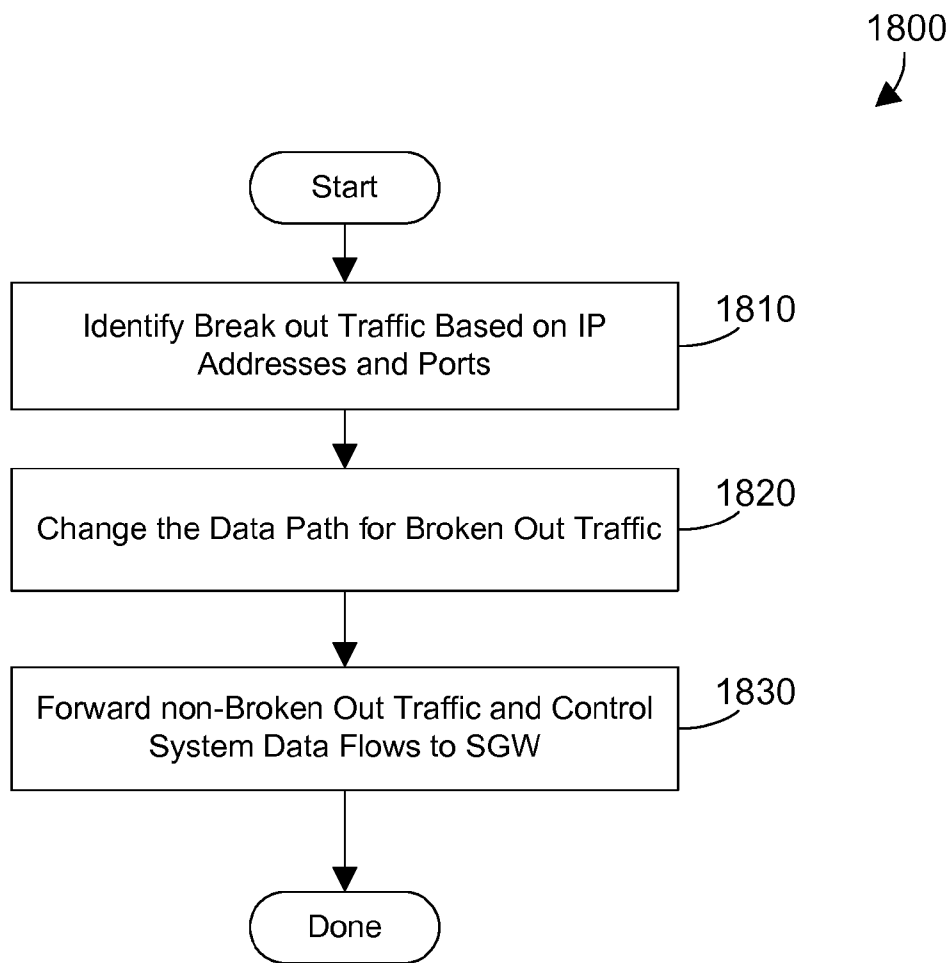 1800
Start
Identify Break out Traffic Based on IP
Addresses and Ports
1810
Change the Data Path for Broken Out Traffic
1820
Forward non-Broken Out Traffic and Control
System Data Flows to SGW
1830
Done